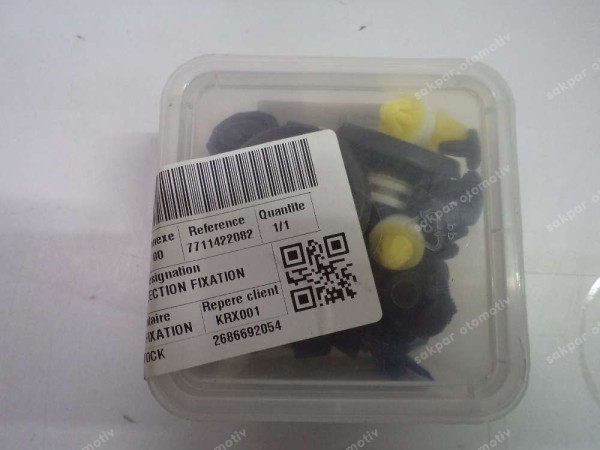 nexe
00
Reference
7711422082
Quantite
1/1
signation
ECTION FIXATION
taire
FIXATION
OCK
Repere client
KRX001
2686692054
sakpar otomotiv